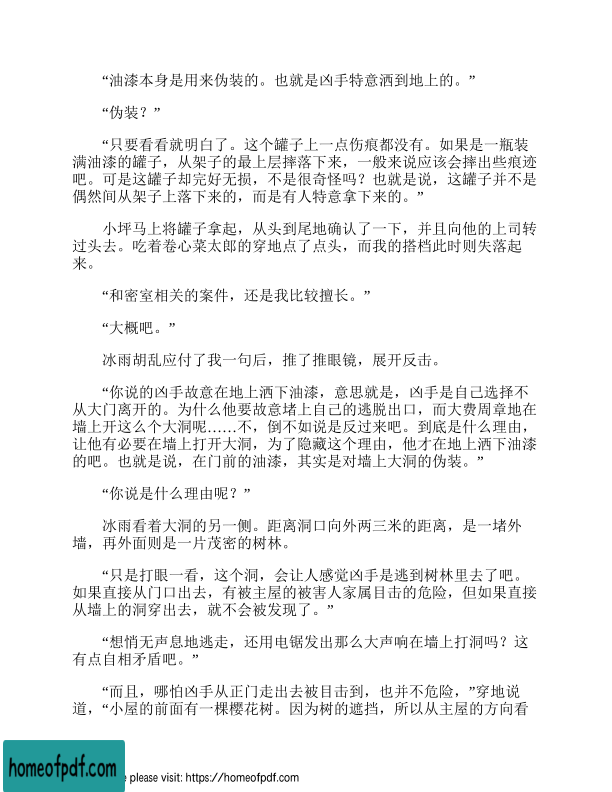 “油漆本身是用来伪装的。也就是凶手特意洒到地上的。”
“伪装？”
“只要看看就明白了。这个罐子上一点伤痕都没有。如果是一瓶装
满油漆的罐子，从架子的最上层摔落下来，一般来说应该会摔出些痕迹
吧。可是这罐子却完好无损，不是很奇怪吗？也就是说，这罐子并不是
偶然间从架子上落下来的，而是有人特意拿下来的。”
小坪马上将罐子拿起，从头到尾地确认了一下，并且向他的上司转
过头去。吃着卷心菜太郎的穿地点了点头，而我的搭档此时则失落起
来。
“和密室相关的案件，还是我比较擅长。”
“大概吧。”
冰雨胡乱应付了我一句后，推了推眼镜，展开反击。
“你说的凶手故意在地上洒下油漆，意思就是，凶手是自己选择不
从大门离开的。为什么他要故意堵上自己的逃脱出口，而大费周章地在
墙上开这么个大洞呢……不，倒不如说是反过来吧。到底是什么理由，
让他有必要在墙上打开大洞，为了隐藏这个理由，他才在地上洒下油漆
的吧。也就是说，在门前的油漆，其实是对墙上大洞的伪装。”
“你说是什么理由呢？”
冰雨看着大洞的另一侧。距离洞口向外两三米的距离，是一堵外
墙，再外面则是一片茂密的树林。
“只是打眼一看，这个洞，会让人感觉凶手是逃到树林里去了吧。
如果直接从门口出去，有被主屋的被害人家属目击的危险，但如果直接
从墙上的洞穿出去，就不会被发现了。”
“想悄无声息地逃走，还用电锯发出那么大声响在墙上打洞吗？这
有点自相矛盾吧。”
“而且，哪怕凶手从正门走出去被目击到，也并不危险，”穿地说
道，“小屋的前面有一棵樱花树。因为树的遮挡，所以从主屋的方向看
homeofpdf.com
e please visit: https://homeofpdf.com